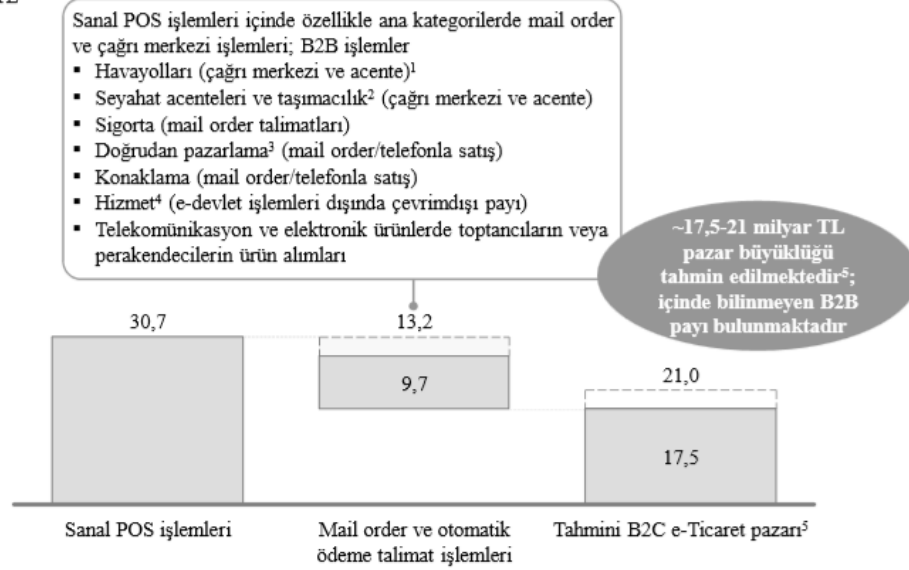 Sanal POS işlemleri içinde özellikle ana kategorilerde mail order
ve çağrı merkezi işlemleri; B2B işlemler
▪ Havayolları (çağrı merkezi ve acente)¹
▪ Seyahat acenteleri ve taşımacılık² (çağrı merkezi ve acente)
▪ Sigorta (mail order talimatları)
▪ Doğrudan pazarlama³ (mail order/telefonla satış)
▪ Konaklama (mail order/telefonla satış)
▪ Hizmet⁴ (e-devlet işlemleri dışında çevrimdışı payı)
▪ Telekomünikasyon ve elektronik ürünlerde toptancıların veya
perakendecilerin ürün alımları
~17,5-21 milyar TL
pazar büyüklüğü
tahmin edilmektedir⁵;
içinde bilinmeyen B2B
payı bulunmaktadır
30,7
13,2
9,7
21,0
17,5
Sanal POS işlemleri
Mail order ve otomatik
ödeme talimat işlemleri
Tahmini B2C e-Ticaret pazarı⁵